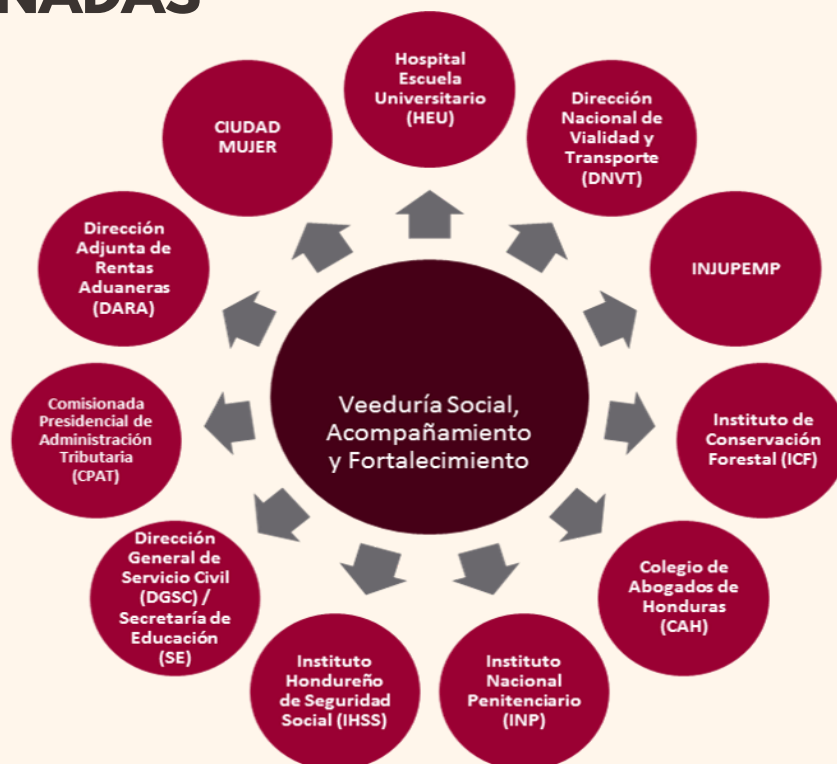 NADAS
Hospital
Escuela
Universitario
(HEU)
Dirección
Nacional de
Vialidad y
Transporte
(DNVT)
INJUPEMP
Instituto de
Conservación
Forestal (ICF)
Colegio de
Abogados de
Honduras
(CAH)
Instituto
Nacional
Penitenciario
(INP)
Instituto
Hondureño
de Seguridad
Social (IHSS)
Dirección
General de
Servicio Civil
(DGSC) /
Secretaría de
Educación
(SE)
Comisionada
Presidencial de
Administración
Tributaria
(CPAT)
Dirección
Adjunta de
Rentas
Aduaneras
(DARA)
CIUDAD
MUJER
Veeduría Social,
Acompañamiento
y Fortalecimiento